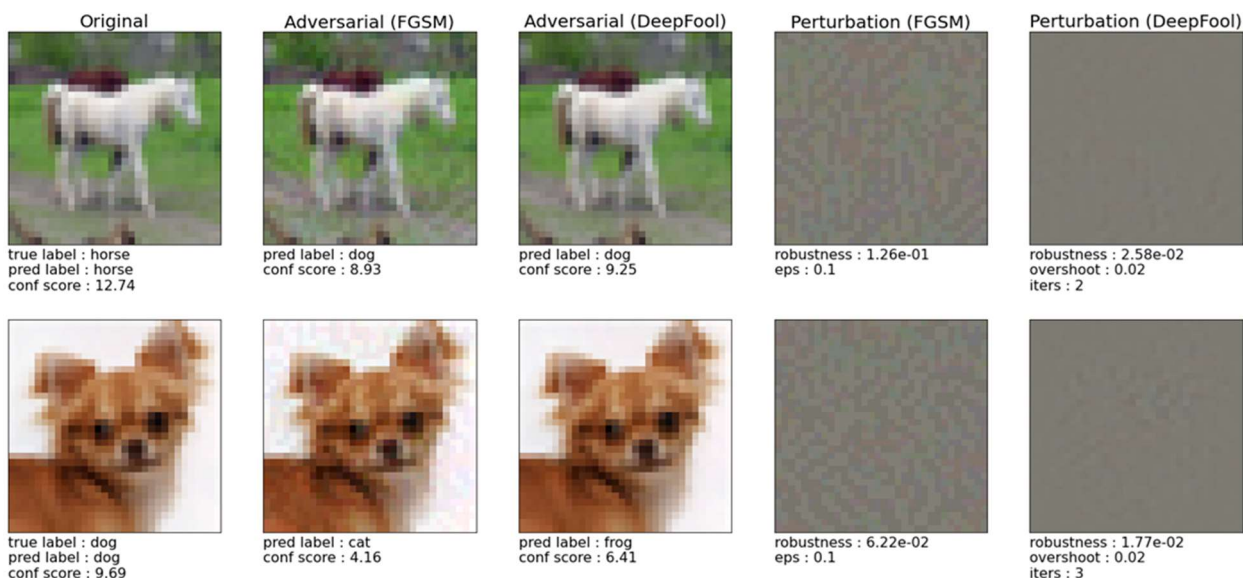 Original
Adversarial (FGSM)
Adversarial (DeepFool)
Perturbation (FGSM)
Perturbation (DeepFool)
true label : horse
pred label : horse
conf score : 12.74
pred label : dog
conf score : 8.93
pred label : dog
conf score : 9.25
robustness : 1.26e-01
eps : 0.1
robustness : 2.58e-02
overshoot : 0.02
iters : 2
true label : dog
pred label : dog
conf score : 9.69
pred label : cat
conf score : 4.16
pred label : frog
conf score : 6.41
robustness : 6.22e-02
eps : 0.1
robustness : 1.77e-02
overshoot : 0.02
iters : 3